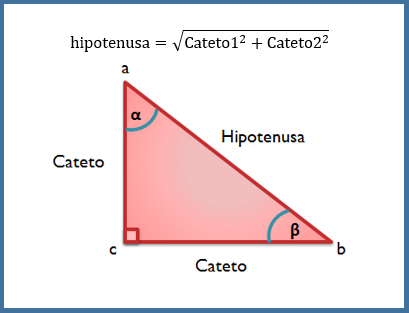 hipotenusa = √Cateto1² + Cateto2²
a
α
Hipotenusa
Cateto
β
c
b
Cateto